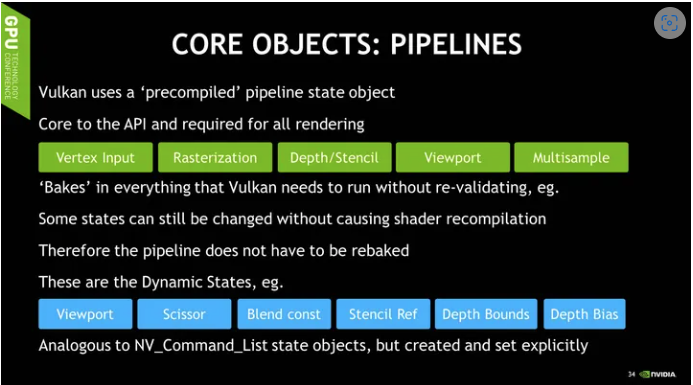 GPU TECHNOLOGY CONFERENCE
CORE OBJECTS: PIPELINES
Vulkan uses a ‘precompiled’ pipeline state object
Core to the API and required for all rendering
Vertex Input Rasterization Depth/Stencil Viewport Multisample
‘Bakes’ in everything that Vulkan needs to run without re-validating, eg.
Some states can still be changed without causing shader recompilation
Therefore the pipeline does not have to be rebaked
These are the Dynamic States, eg.
Viewport Scissor Blend const Stencil Ref Depth Bounds Depth Bias
Analogous to NV_Command_List state objects, but created and set explicitly
34 NVIDIA.